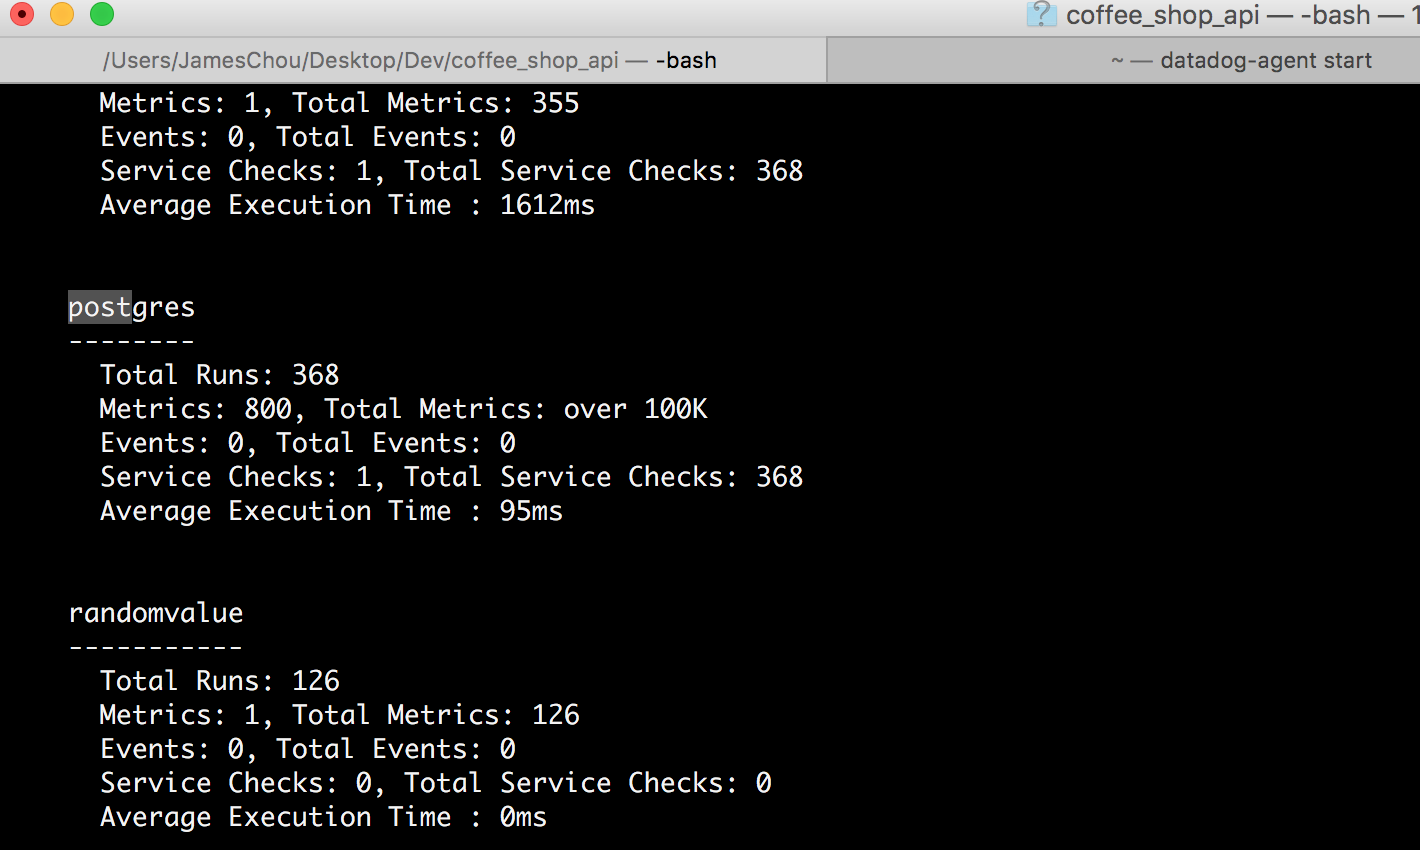 coffee_shop_api — -bash — 1
/Users/JamesChou/Desktop/Dev/coffee_shop_api — -bash
~ — datadog-agent start
Metrics: 1, Total Metrics: 355
Events: 0, Total Events: 0
Service Checks: 1, Total Service Checks: 368
Average Execution Time : 1612ms
postgres
--------
Total Runs: 368
Metrics: 800, Total Metrics: over 100K
Events: 0, Total Events: 0
Service Checks: 1, Total Service Checks: 368
Average Execution Time : 95ms
randomvalue
-----------
Total Runs: 126
Metrics: 1, Total Metrics: 126
Events: 0, Total Events: 0
Service Checks: 0, Total Service Checks: 0
Average Execution Time : 0ms